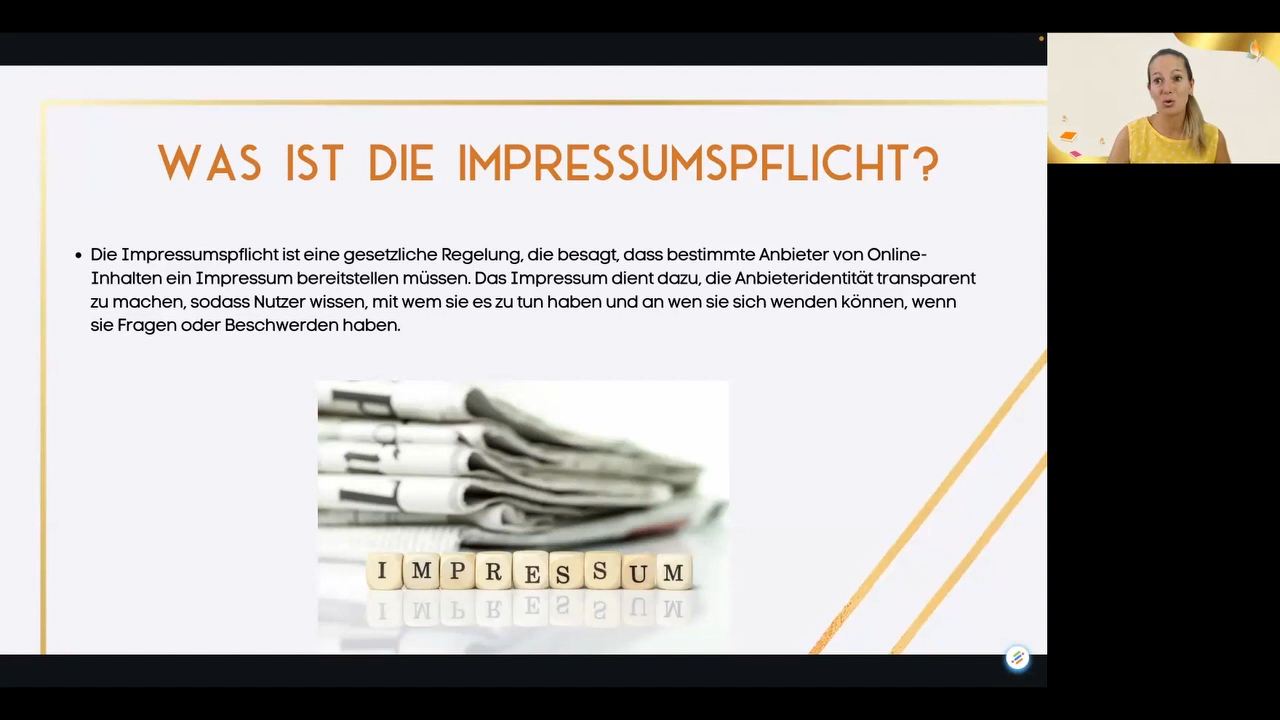 WAS IST DIE IMPRESSUMSPFLICHT?
• Die Impressumspflicht ist eine gesetzliche Regelung, die besagt, dass bestimmte Anbieter von Online-
Inhalten ein Impressum bereitstellen müssen. Das Impressum dient dazu, die Anbieteridentität transparent
zu machen, sodass Nutzer wissen, mit wem sie es zu tun haben und an wen sie sich wenden können, wenn
sie Fragen oder Beschwerden haben.
IMPRESSUM